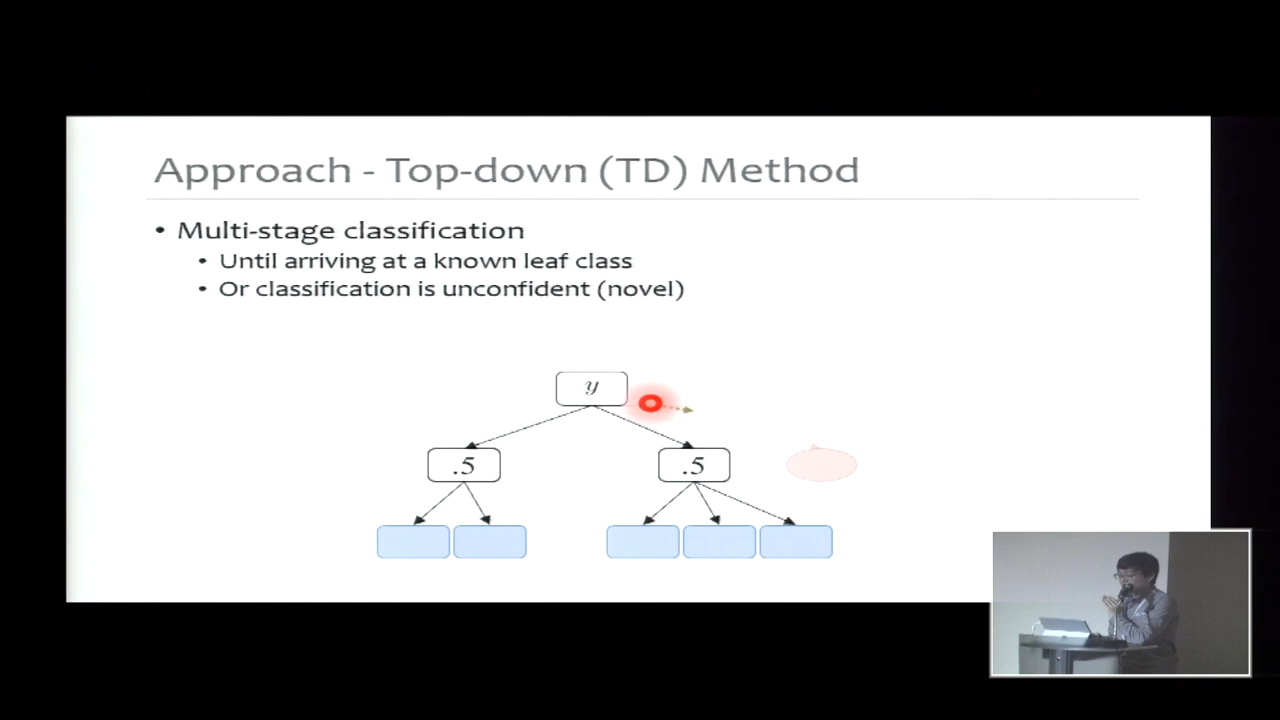 Approach - Top-down (TD) Method
• Multi-stage classification
• Until arriving at a known leaf class
• Or classification is unconfident (novel)
y
.5 .5